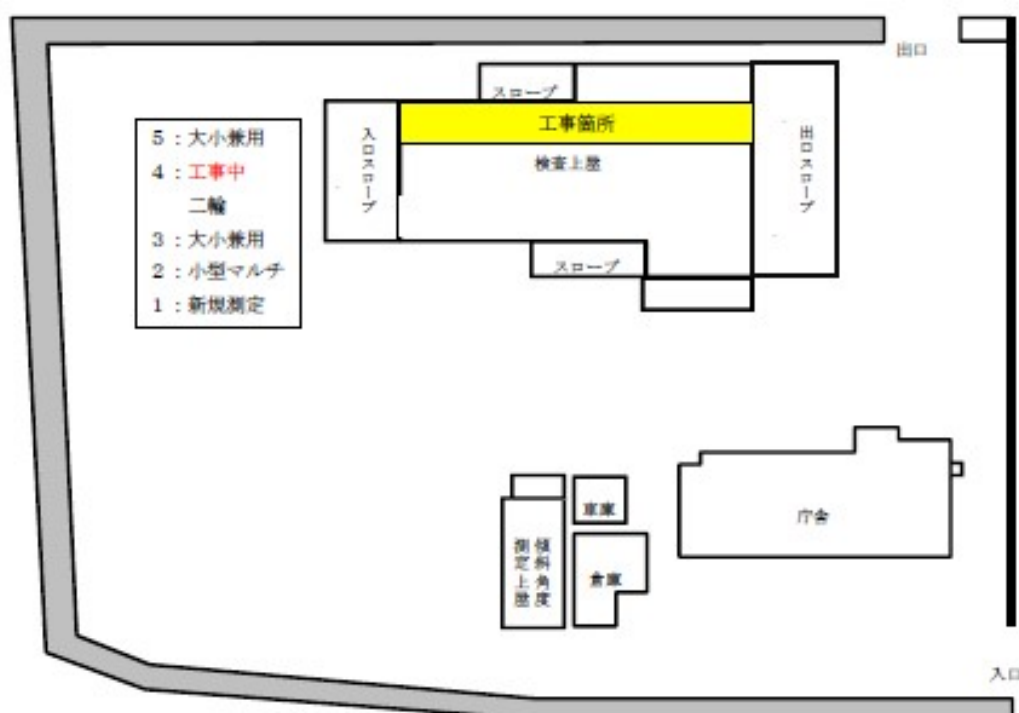 出口
スロープ
工事箇所
入口スロープ
検査上屋
出口スロープ
5：大小兼用
4：工事中
二輪
3：大小兼用
2：小型マルチ
1：新規測定
スロープ
車庫
庁舎
傾斜角度
測定上屋
倉庫
入口